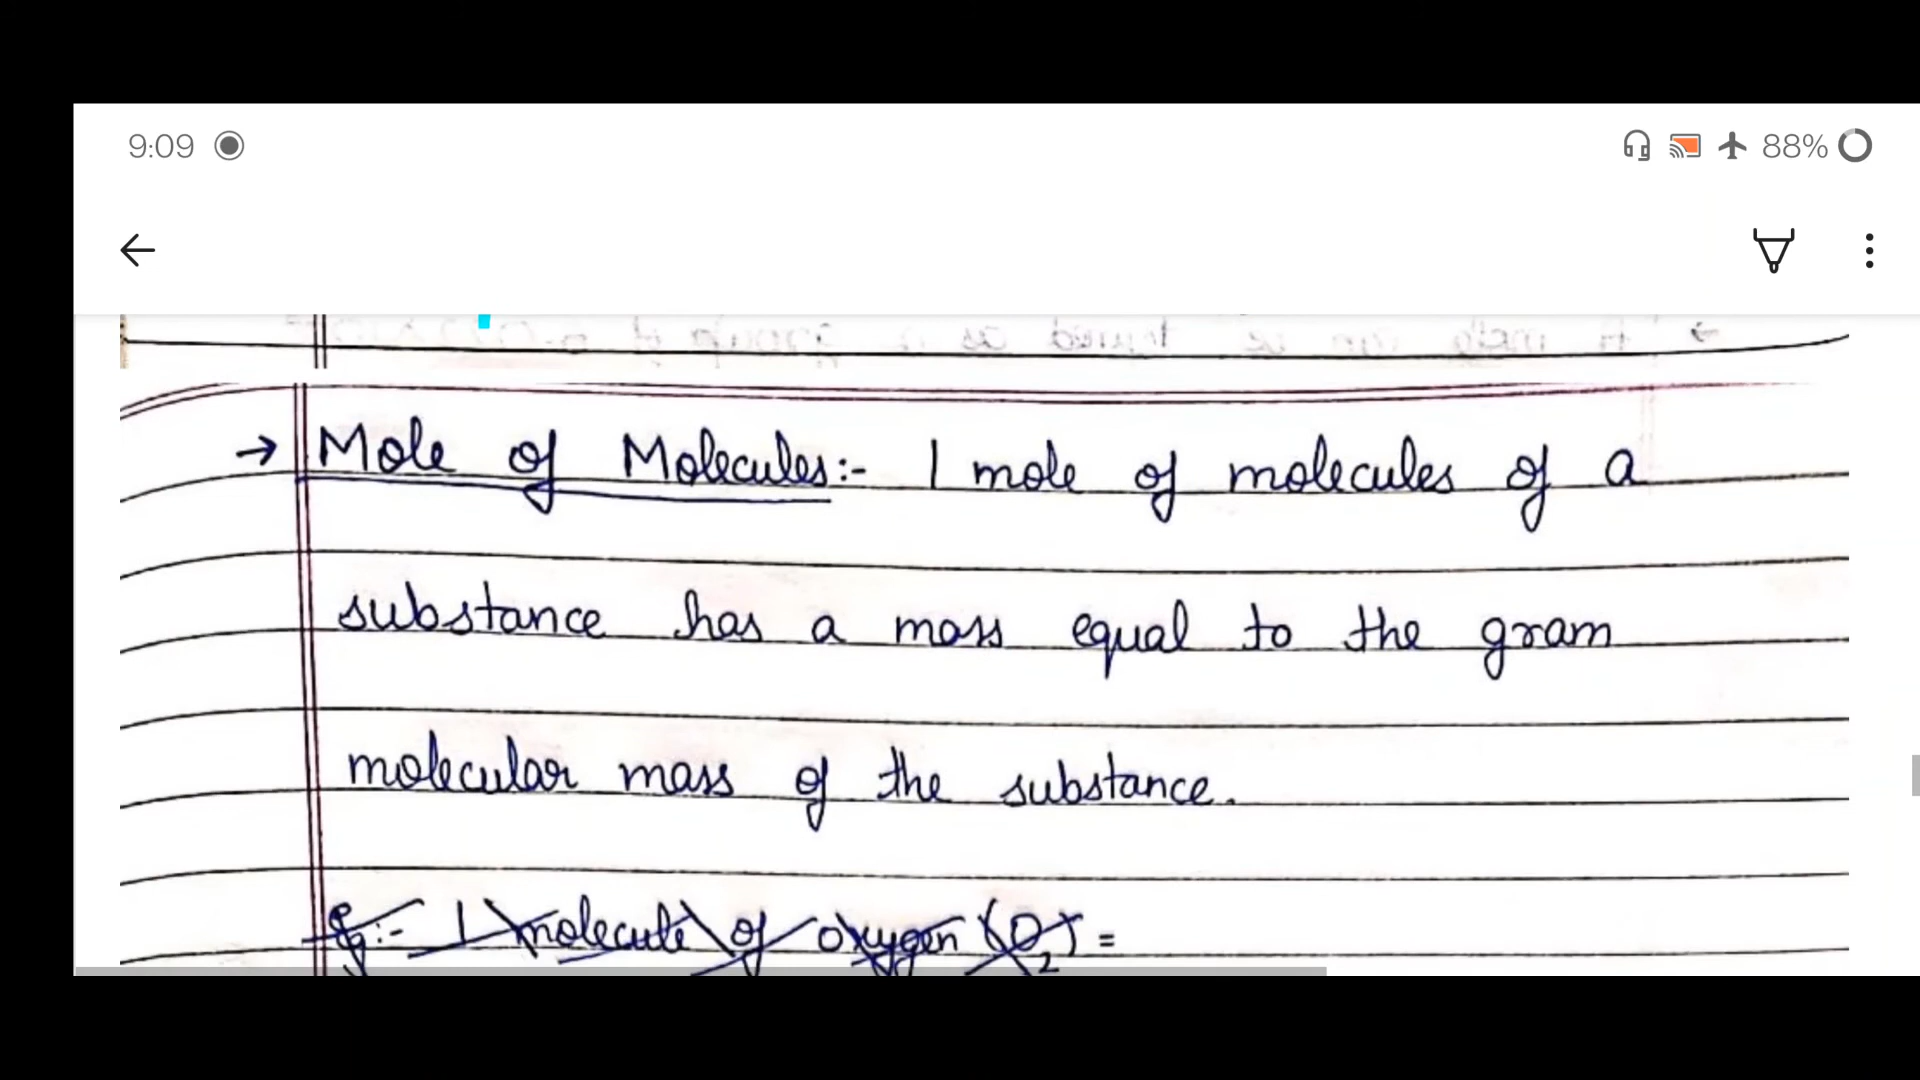 9:09 88%
→ Mole of Molecules:- 1 mole of molecules of a
substance has a mass equal to the gram
molecular mass of the substance.
Eg:- 1 molecule of oxygen (O₂) =